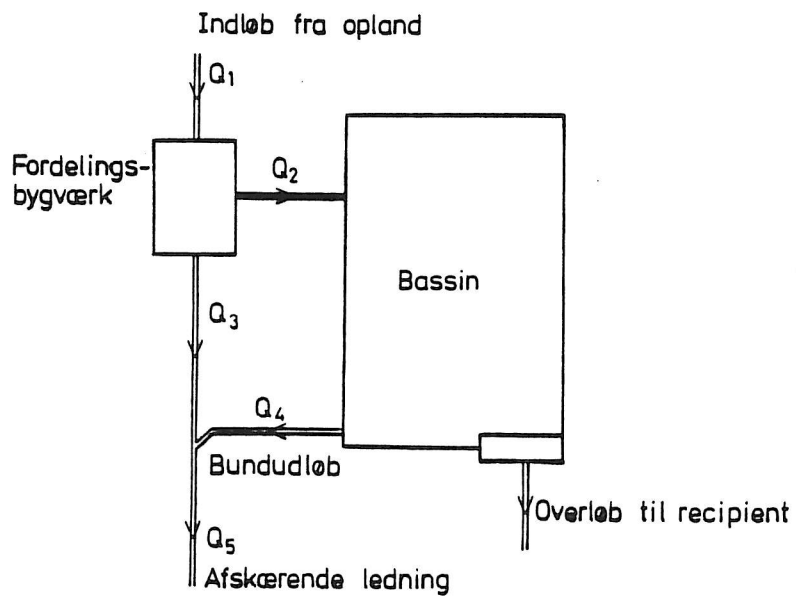 Indløb fra opland
Q1
Fordelings-
bygværk
Q2
Bassin
Q3
Q4
Bundudløb
Overløb til recipient
Q5
Afskærende ledning